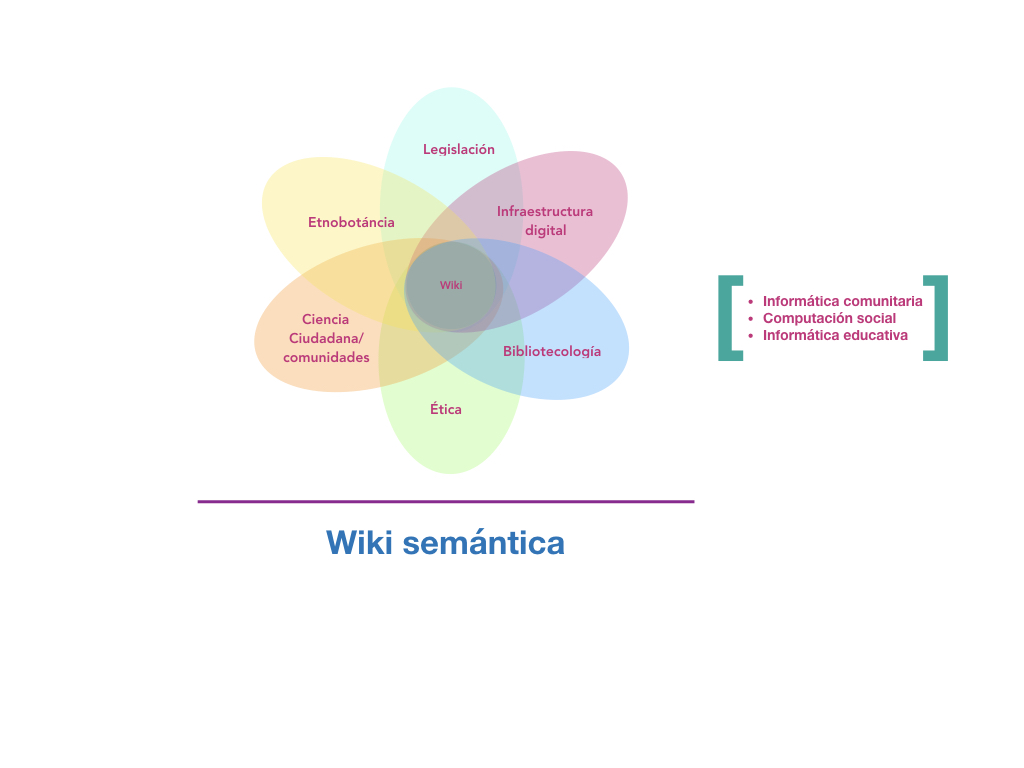 Legislación
Infraestructura
digital
Etnobotáncia
Wiki
Ciencia
Ciudadana/
comunidades
Bibliotecología
Ética
• Informática comunitaria
• Computación social
• Informática educativa
Wiki semántica